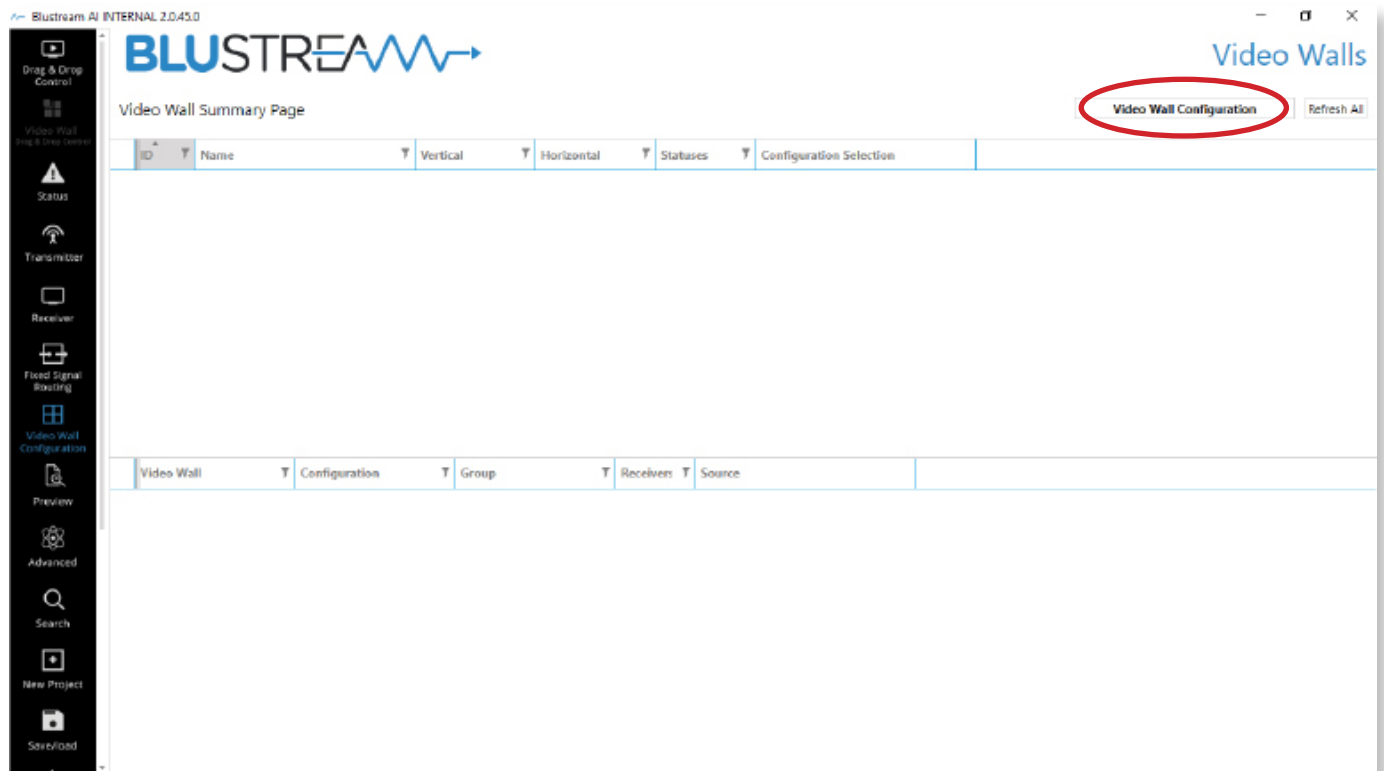 Blustream AI INTERNAL 2.0.45.0
BLUSTREAM
Video Walls
Video Wall Summary Page
Video Wall Configuration
Refresh All
ID
Name
Vertical
Horizontal
Statuses
Configuration Selection
Video Wall
Configuration
Group
Receivers
Source
Drag & Drop
Control
Video Wall
Drag & Drop Control
Status
Transmitter
Receiver
Fixed Signal
Routing
Video Wall
Configuration
Preview
Advanced
Search
New Project
Save/load